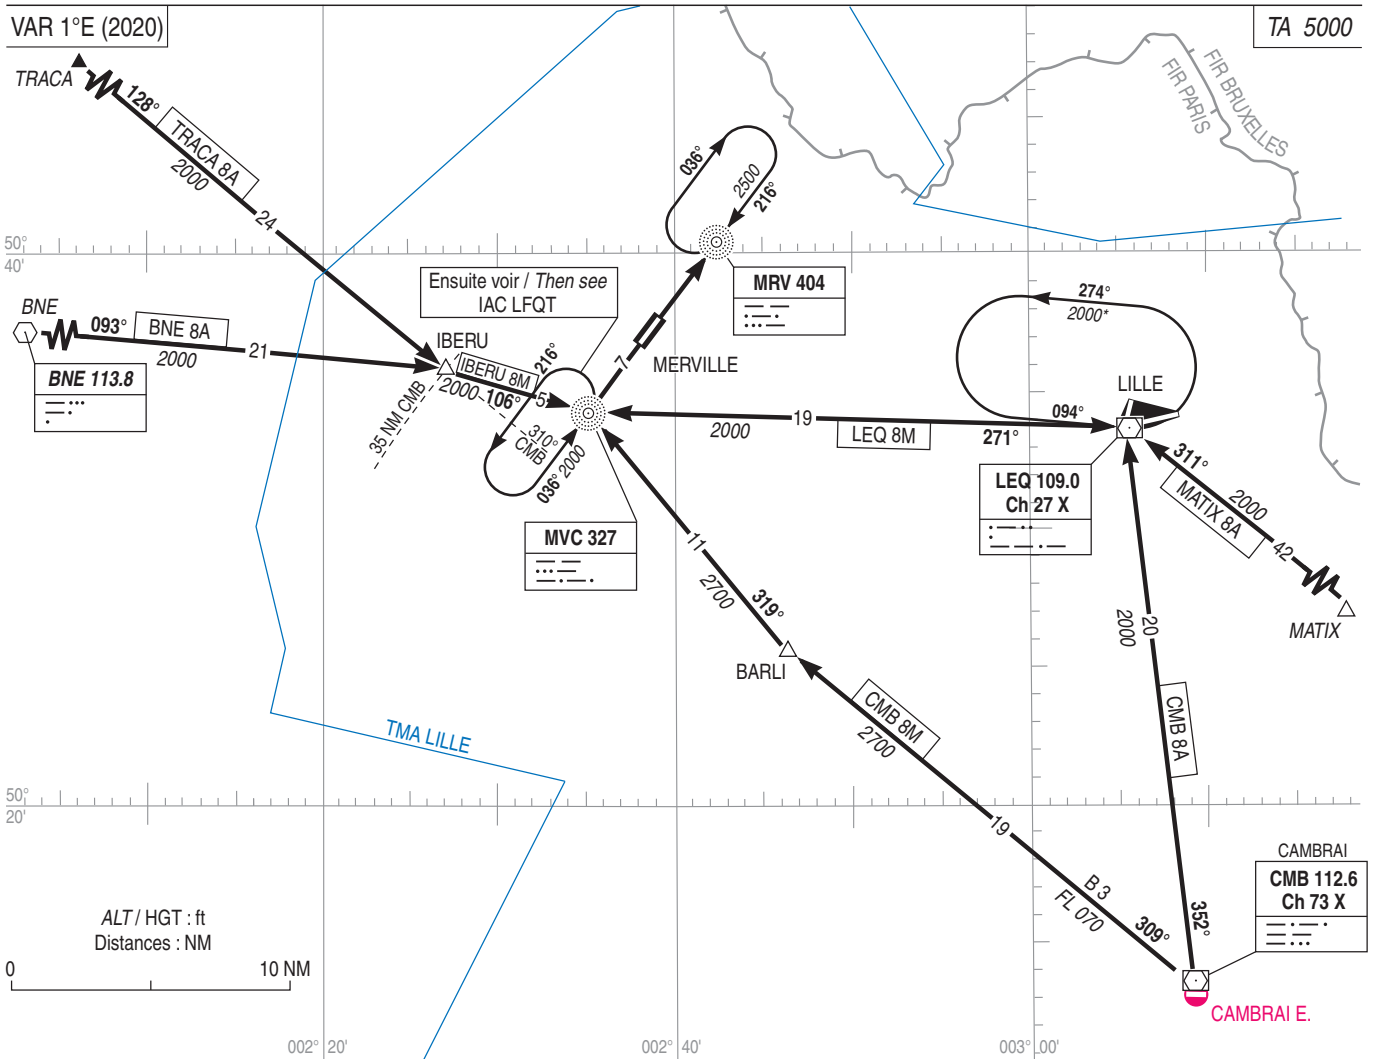 VAR 1°E (2020)
TA 5000
TRACA
128°
TRACA 8A
2000
24
FIR PARIS
FIR BRUXELLES
036°
2500
216°
50°
40'
Ensuite voir / Then see
IAC LFQT
MRV 404
BNE
093°
BNE 8A
2000
21
BNE 113.8
IBERU
IBERU 8M
2000
106°
5
216°
7
MERVILLE
35 NM CMB
310°
CMB
036°
2000
274°
2000*
LILLE
094°
19
2000
LEQ 8M
271°
LEQ 109.0
Ch 27 X
311°
2000
MATIX 8A
42
MATIX
MVC 327
11
2700
319°
BARLI
20
2000
CMB 8M
2700
CMB 8A
TMA LILLE
50°
20'
19
B 3
FL 070
309°
352°
CAMBRAI
CMB 112.6
Ch 73 X
CAMBRAI E.
ALT / HGT : ft
Distances : NM
0
10 NM
002° 20'
002° 40'
003° 00'